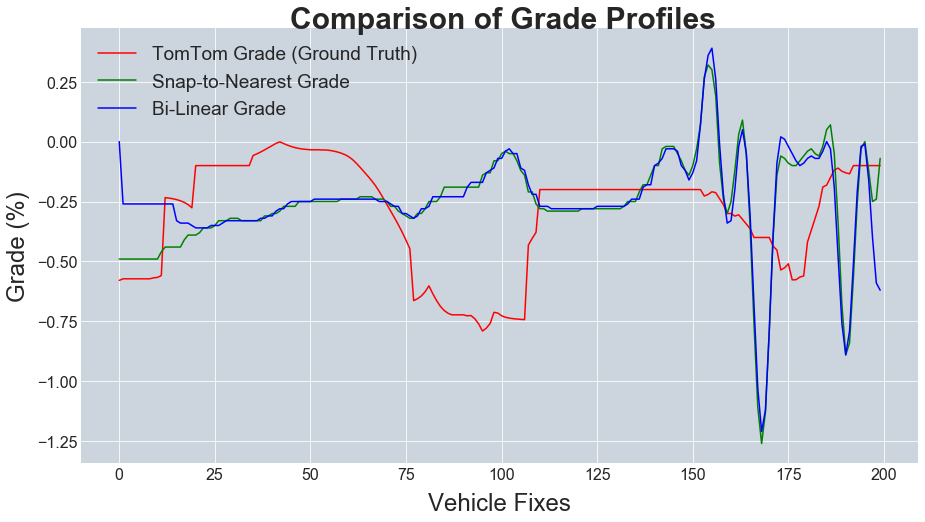 Comparison of Grade Profiles
TomTom Grade (Ground Truth)
Snap-to-Nearest Grade
Bi-Linear Grade
Grade (%)
0.25
0.00
−0.25
−0.50
−0.75
−1.00
−1.25
0 25 50 75 100 125 150 175 200
Vehicle Fixes